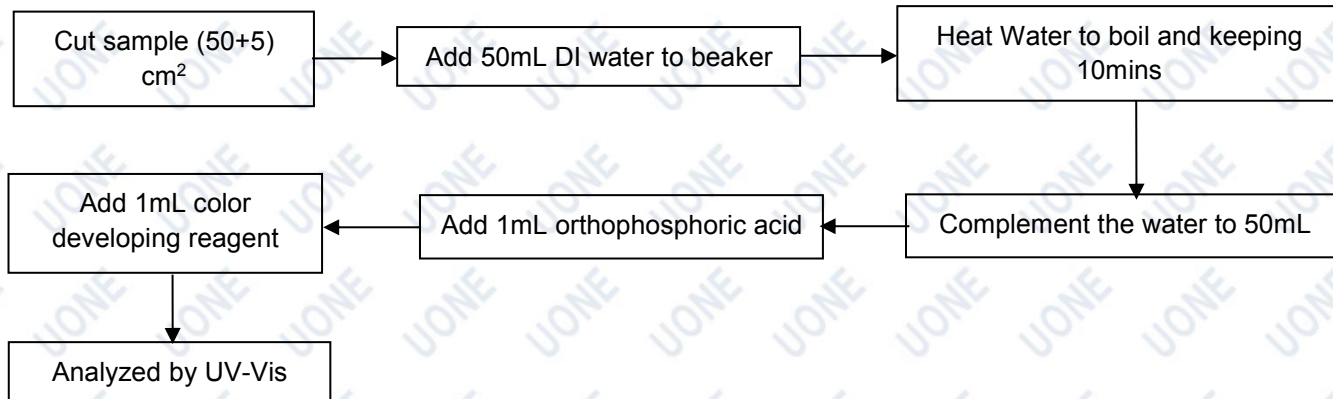 Cut sample (50+5)
cm²
Add 50mL DI water to beaker
Heat Water to boil and keeping
10mins
Complement the water to 50mL
Add 1mL orthophosphoric acid
Add 1mL color
developing reagent
Analyzed by UV-Vis
UONE